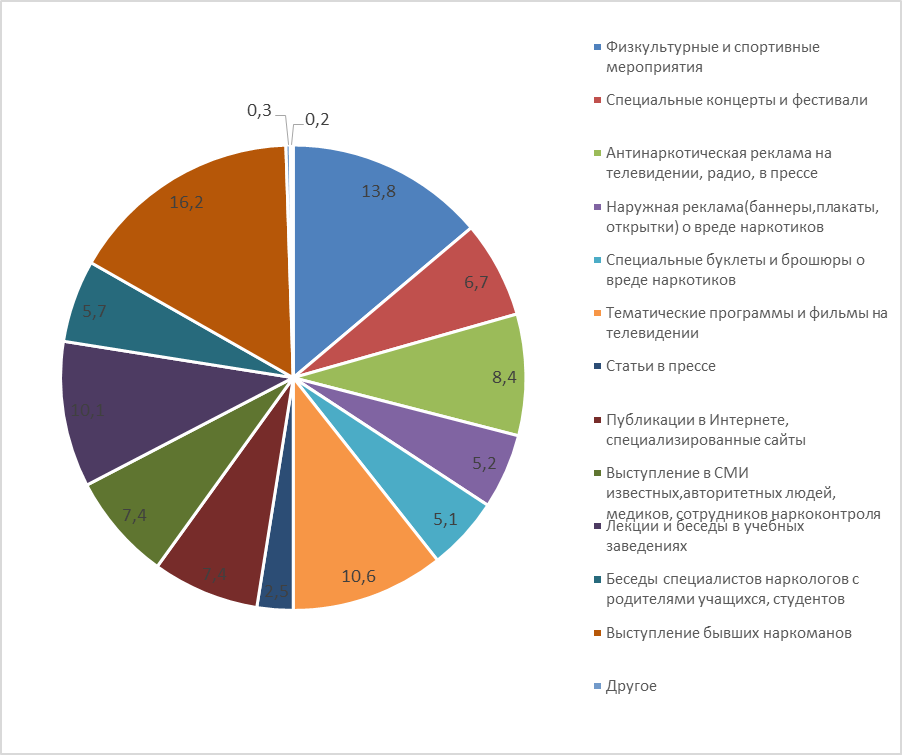 0,3
0,2
13,8
16,2
6,7
5,7
8,4
10,1
5,2
7,4
5,1
7,4
2,5
10,6
Физкультурные и спортивные
мероприятия
Специальные концерты и фестивали
Антинаркотическая реклама на
телевидении, радио, в прессе
Наружная реклама(баннеры,плакаты,
открытки) о вреде наркотиков
Специальные буклеты и брошюры о
вреде наркотиков
Тематические программы и фильмы на
телевидении
Статьи в прессе
Публикации в Интернете,
специализированные сайты
Выступление в СМИ
известных,авторитетных людей,
медиков, сотрудников наркоконтроля
Лекции и беседы в учебных
заведениях
Беседы специалистов наркологов с
родителями учащихся, студентов
Выступление бывших наркоманов
Другое